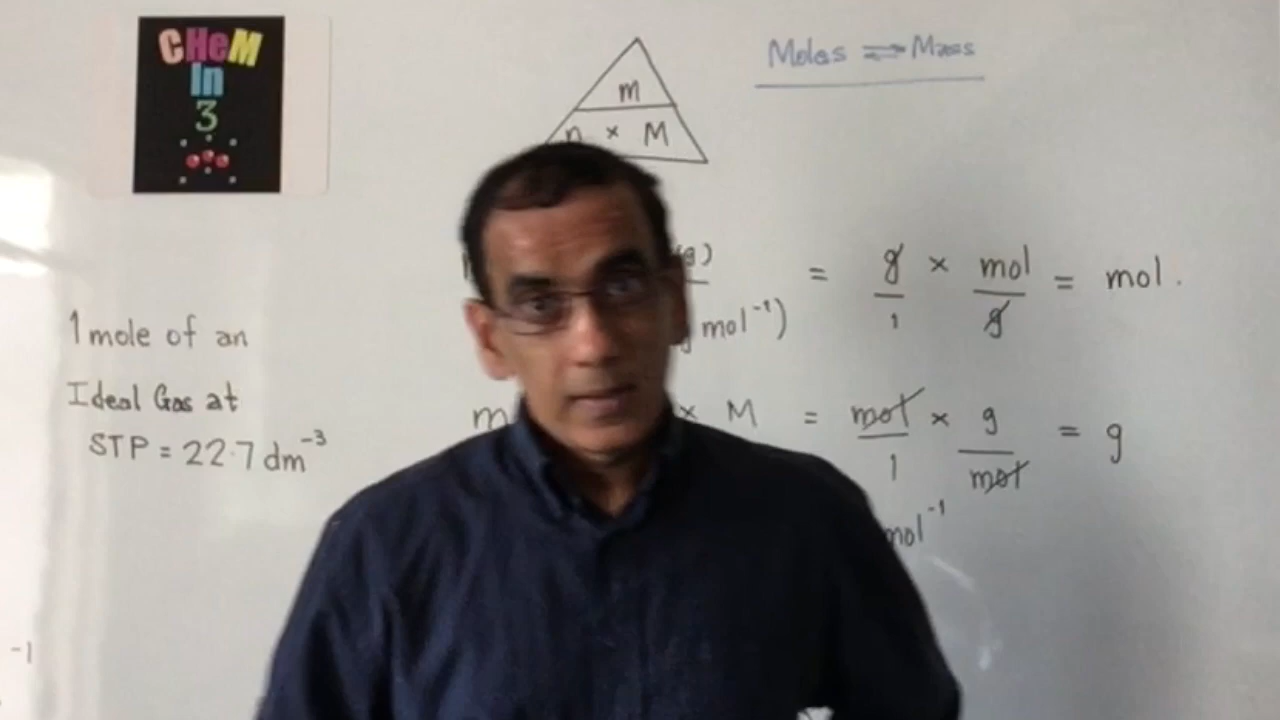 CHeM
In
3
Moles ⇌ Mass
m
n × M
(g)
= g/1 × mol/g = mol.
mol⁻¹)
1 mole of an
Ideal Gas at
STP = 22.7 dm⁻³
m × M = mol/1 × g/mol = g
mol⁻¹
-1